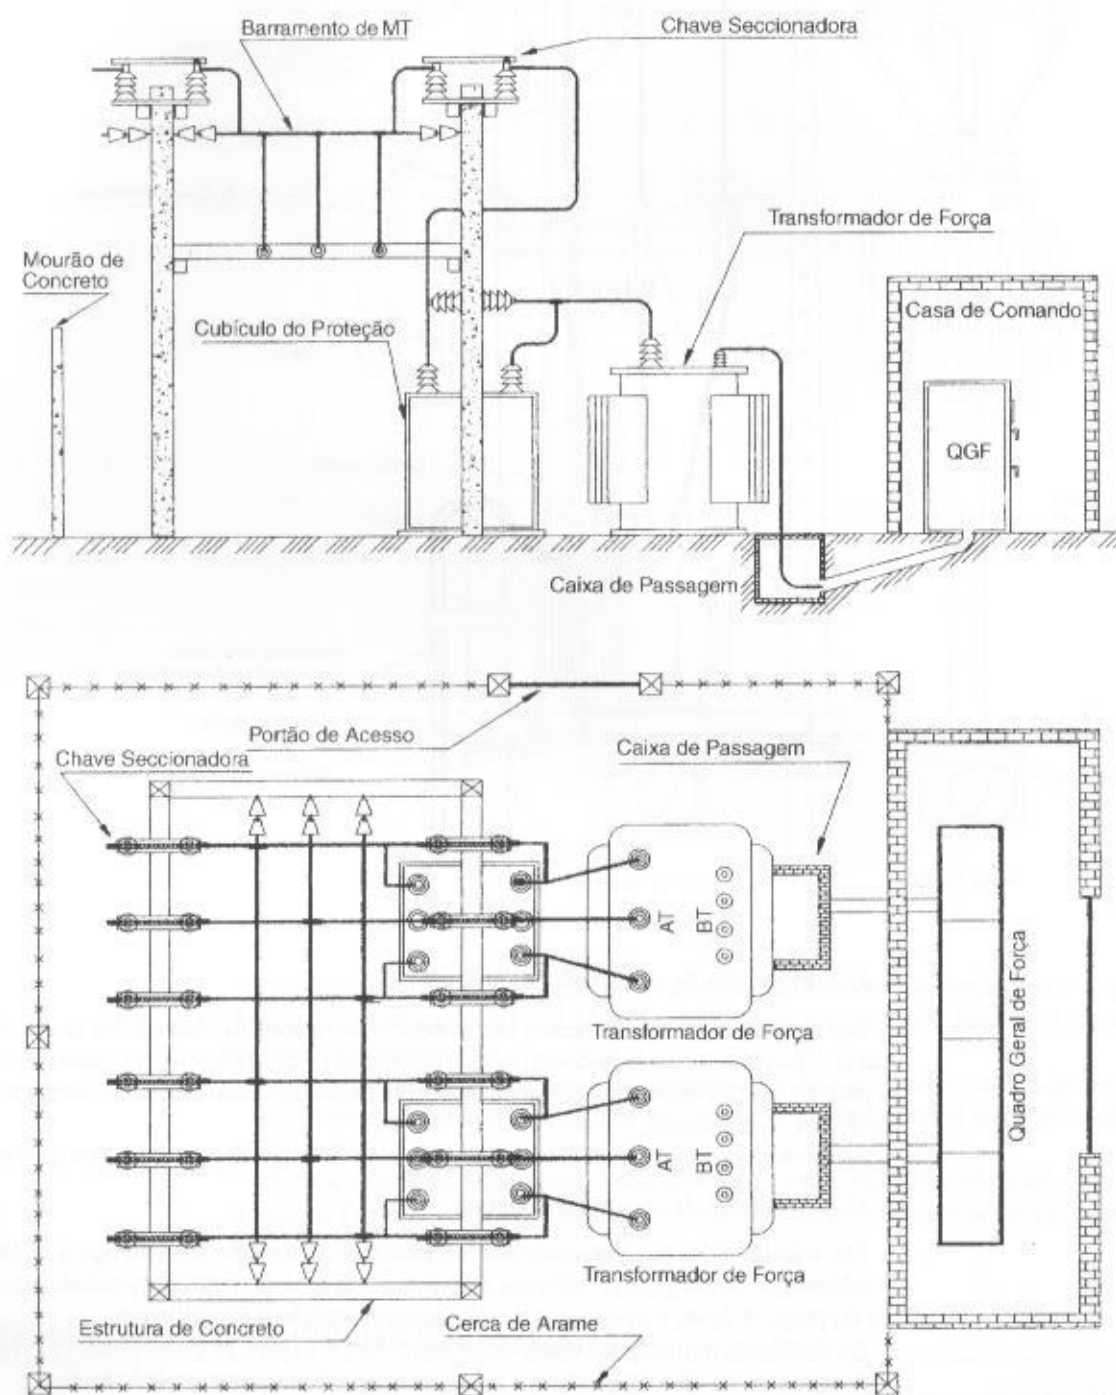 Barramento de MT
Chave Seccionadora
Transformador de Força
Mourão de
Concreto
Casa de Comando
Cubículo do Proteção
QGF
Caixa de Passagem
Portão de Acesso
Caixa de Passagem
Chave Seccionadora
AT
BT
Transformador de Força
Quadro Geral de Força
AT
BT
Transformador de Força
Estrutura de Concreto
Cerca de Arame